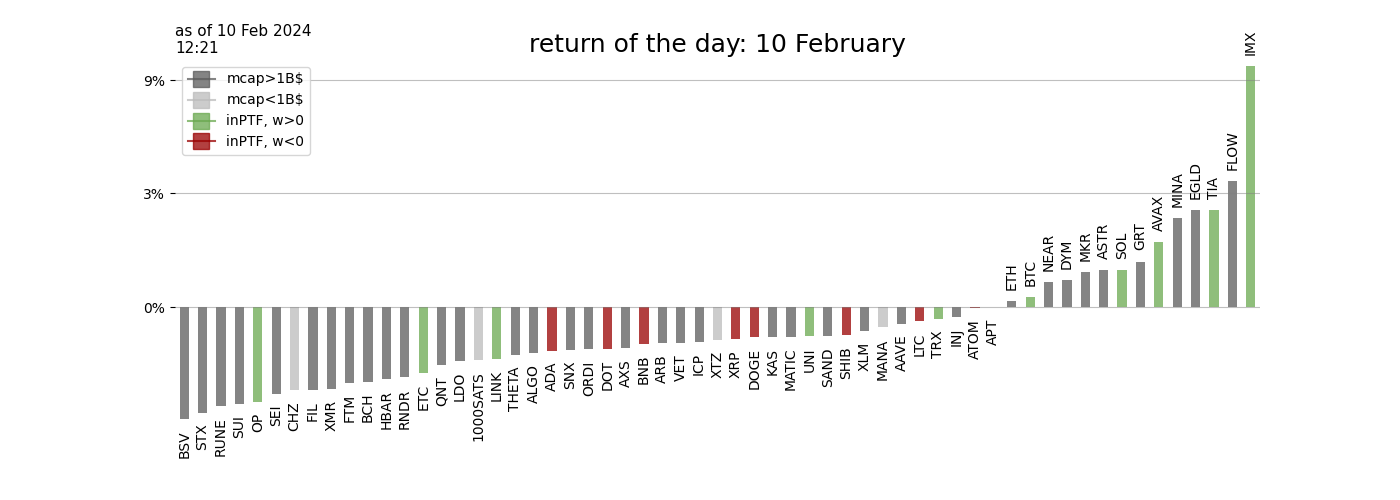 as of 10 Feb 2024
12:21
return of the day: 10 February
mcap>1B$
mcap<1B$
inPTF, w>0
inPTF, w<0
9%
3%
0%
BSV
STX
RUNE
SUI
OP
SEI
CHZ
FIL
XMR
FTM
BCH
HBAR
RNDR
ETC
QNT
LDO
1000SATS
LINK
THETA
ALGO
ADA
SNX
ORDI
DOT
AXS
BNB
ARB
VET
ICP
XTZ
XRP
DOGE
KAS
MATIC
UNI
SAND
SHIB
XLM
MANA
AAVE
LTC
TRX
INJ
ATOM
APT
ETH
BTC
NEAR
DYM
MKR
ASTR
SOL
GRT
AVAX
MINA
EGLD
TIA
FLOW
IMX